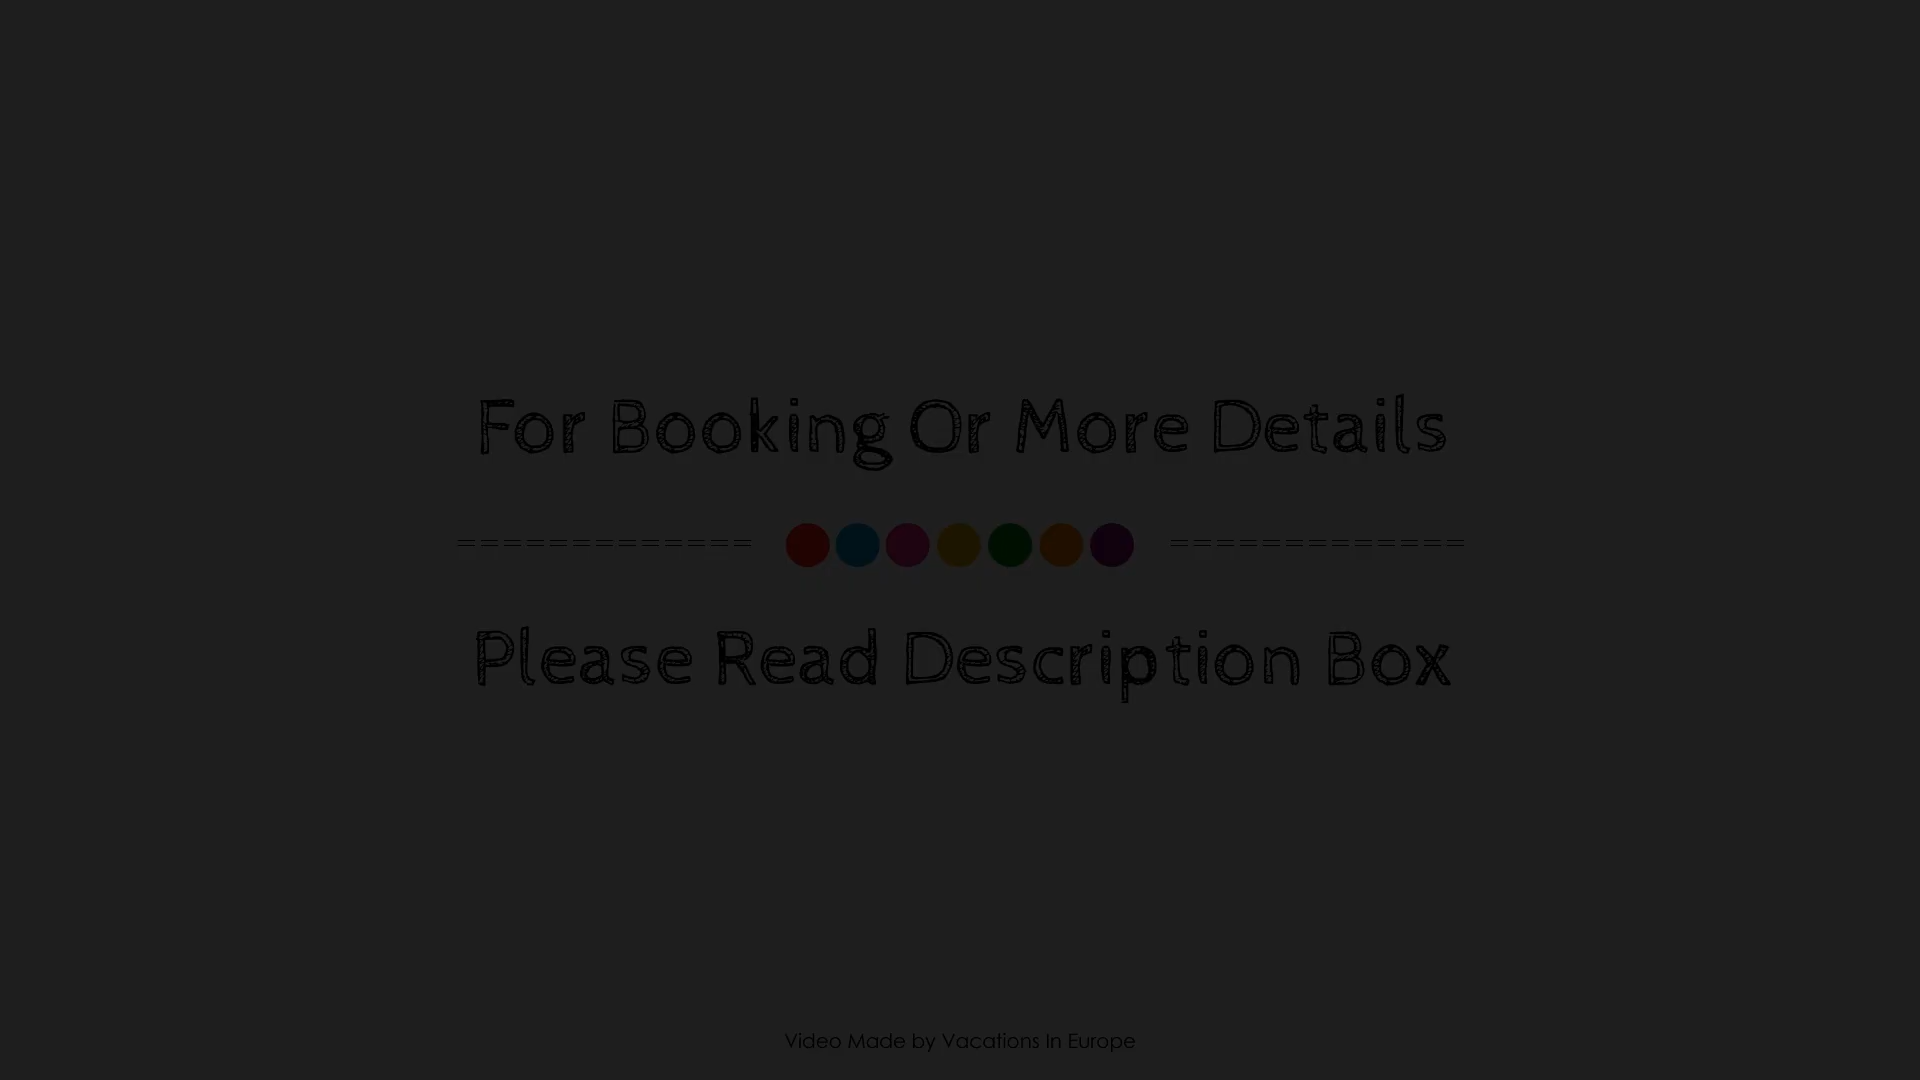 For Booking Or More Details
============= =============
Please Read Description Box
Video Made by Vacations In Europe